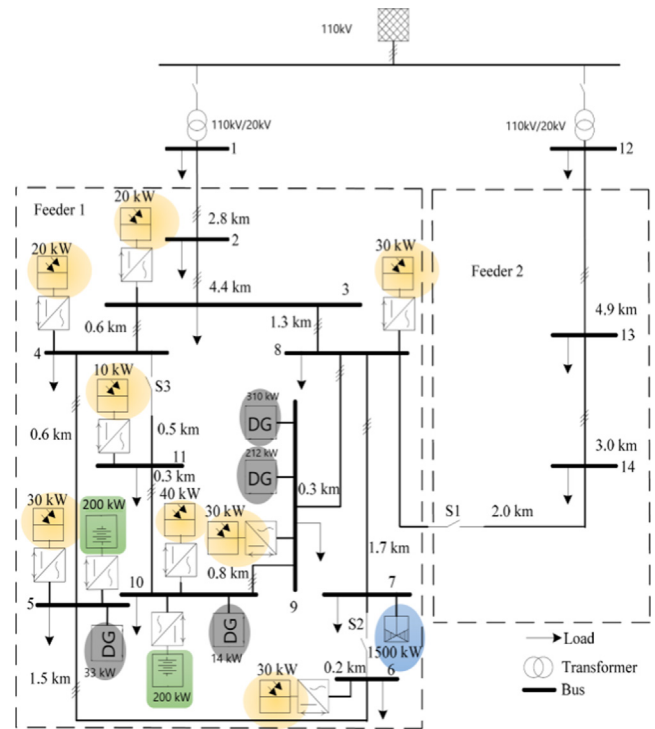 110kV
110kV/20kV
110kV/20kV
1
12
Feeder 1
20 kW
2.8 km
2
20 kW
30 kW
Feeder 2
4.4 km
3
4.9 km
0.6 km
1.3 km
13
4
8
10 kW
S3
310 kW
DG
0.6 km
0.5 km
212 kW
3.0 km
11
DG
14
0.3 km
0.3 km
30 kW
200 kW
40 kW
30 kW
S1
2.0 km
1.7 km
10
0.8 km
5
9
7
DG
33 kW
DG
14 kW
S2
1500 kW
Load
1.5 km
200 kW
30 kW
0.2 km
6
Transformer
Bus